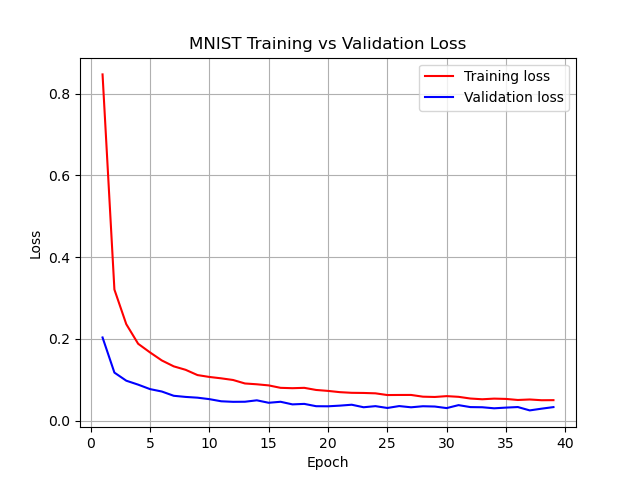 MNIST Training vs Validation Loss
Training loss
Validation loss
0.8
0.6
0.4
0.2
0.0
Loss
0 5 10 15 20 25 30 35 40
Epoch